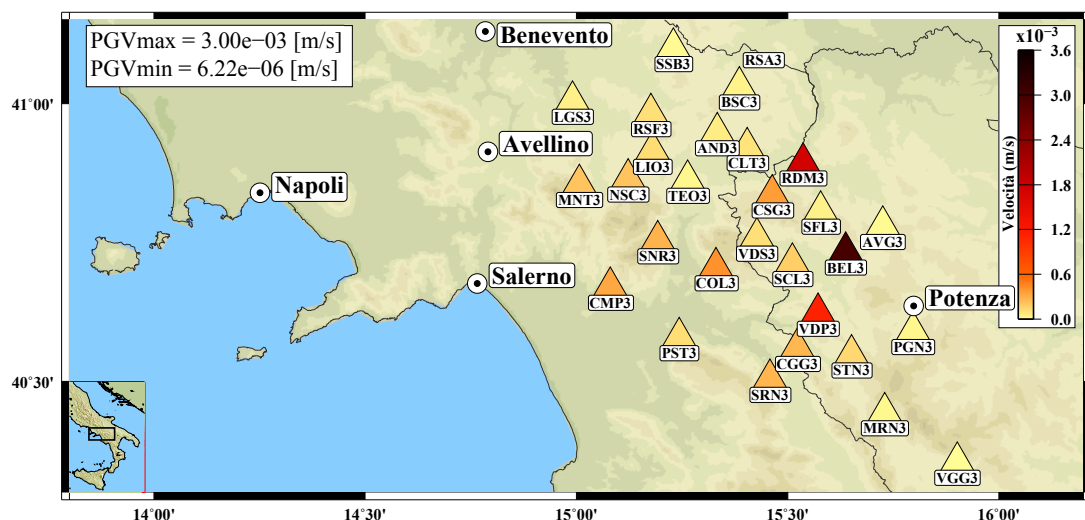 PGVmax = 3.00e−03 [m/s]
PGVmin = 6.22e−06 [m/s]
Benevento
Avellino
Napoli
Salerno
Potenza
SSB3
RSA3
BSC3
LGS3
RSF3
AND3
CLT3
LIO3
RDM3
MNT3
NSC3
TEO3
CSG3
SFL3
AVG3
SNR3
VDS3
BEL3
COL3
SCL3
CMP3
VDP3
PST3
CGG3
STN3
PGN3
SRN3
MRN3
VGG3
x10⁻³
3.6
3.0
2.4
1.8
1.2
0.6
0.0
Velocità (m/s)
41˚00'
40˚30'
14˚00'
14˚30'
15˚00'
15˚30'
16˚00'